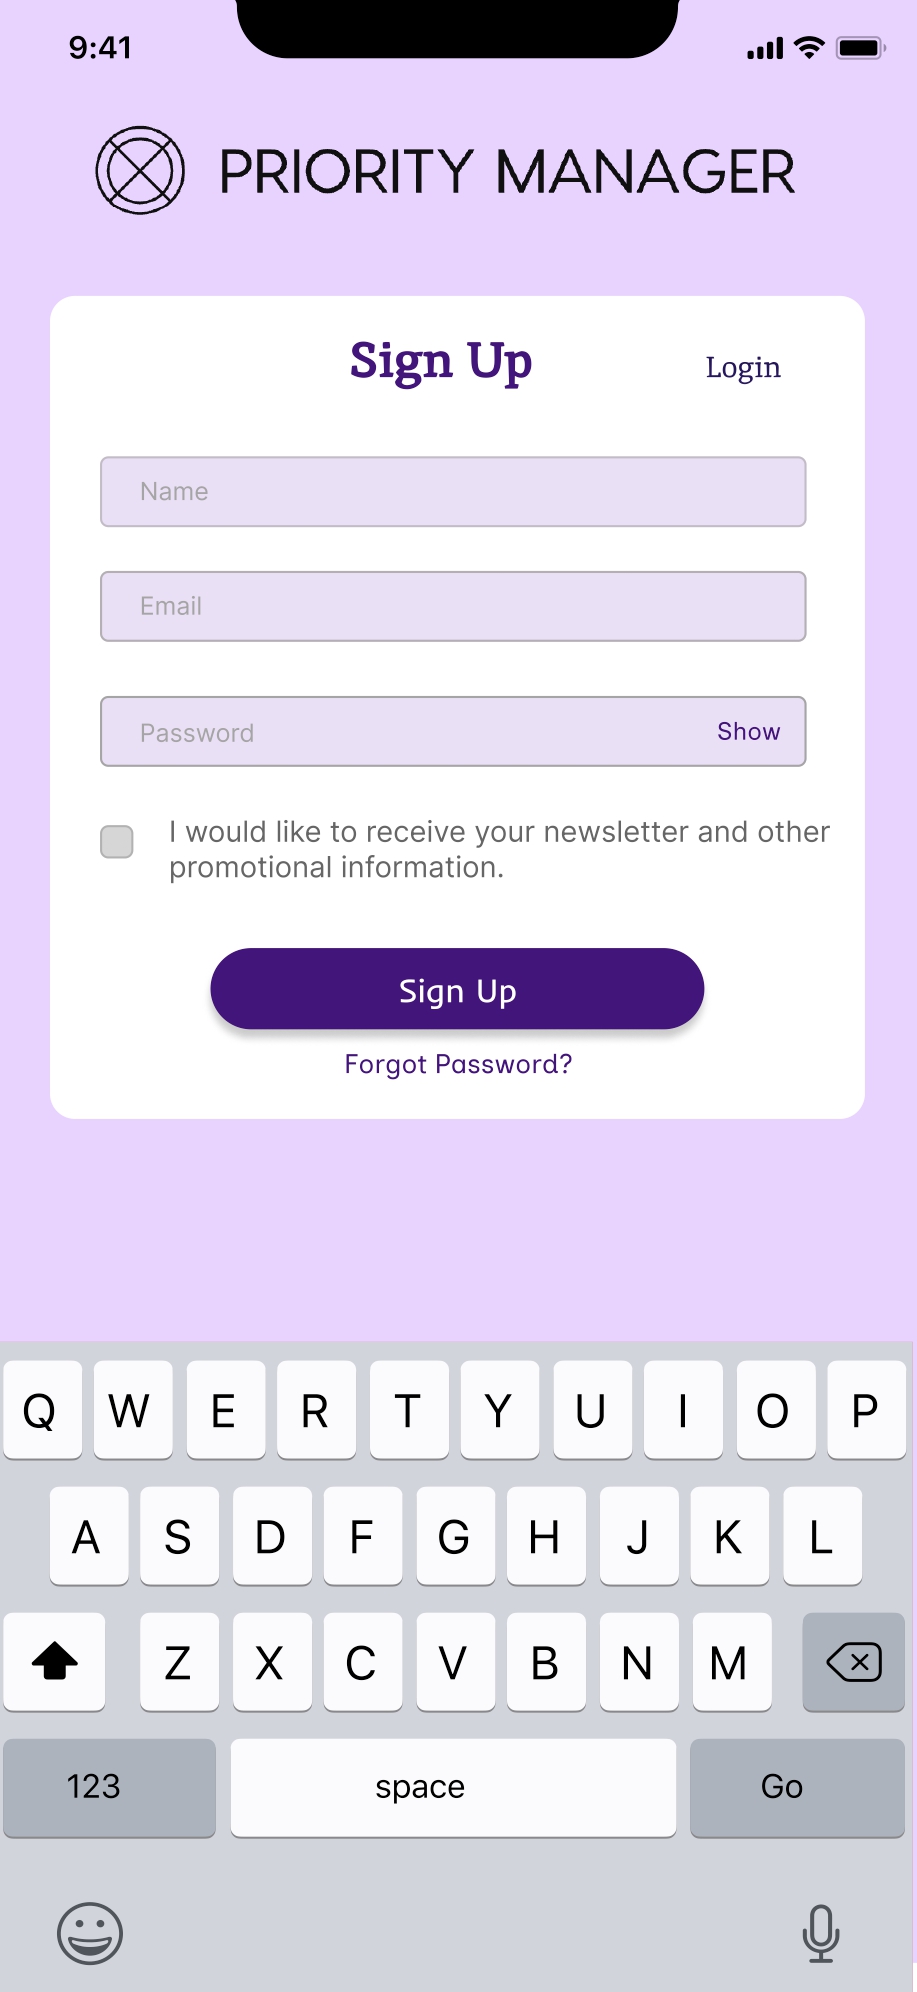 9:41
PRIORITY MANAGER
Sign Up
Login
Name
Email
Password
Show
I would like to receive your newsletter and other
promotional information.
Sign Up
Forgot Password?
Q W E R T Y U I O P
A S D F G H J K L
Z X C V B N M
123 space Go